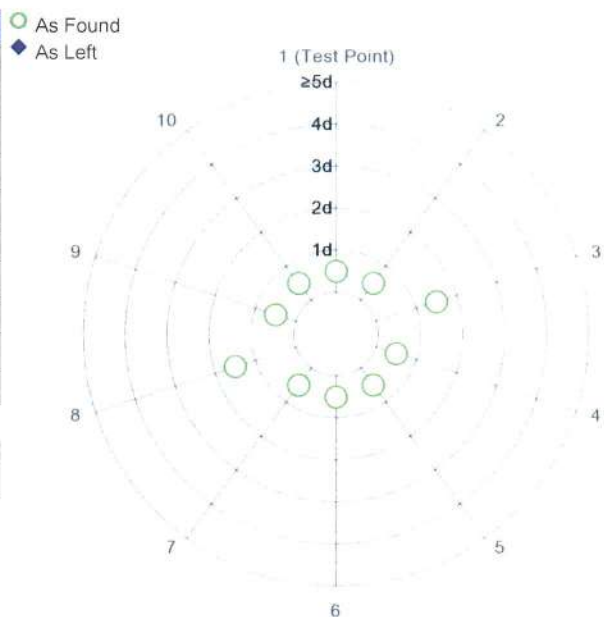 As Found
As Left
1 (Test Point)
≥5d
4d
3d
2d
1d
2
3
4
5
6
7
8
9
10